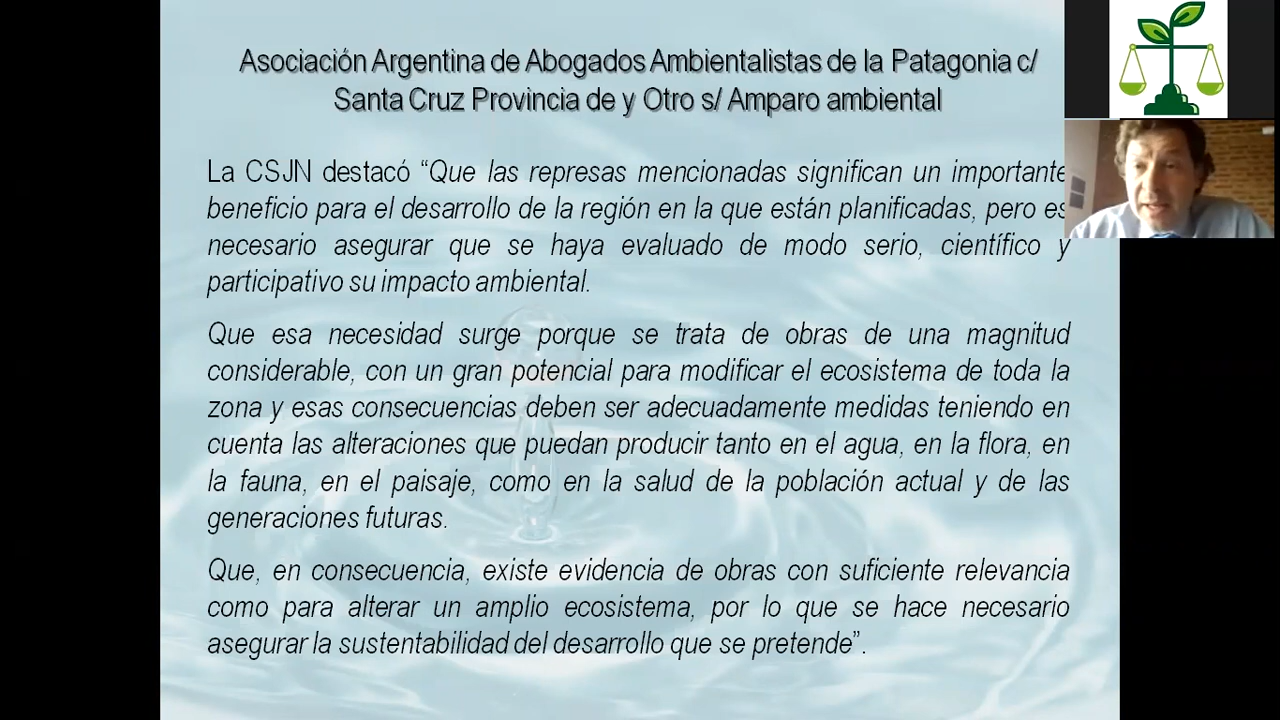 Asociación Argentina de Abogados Ambientalistas de la Patagonia c/
Santa Cruz Provincia de y Otro s/ Amparo ambiental
La CSJN destacó “Que las represas mencionadas significan un importante
beneficio para el desarrollo de la región en la que están planificadas, pero es
necesario asegurar que se haya evaluado de modo serio, científico y
participativo su impacto ambiental.
Que esa necesidad surge porque se trata de obras de una magnitud
considerable, con un gran potencial para modificar el ecosistema de toda la
zona y esas consecuencias deben ser adecuadamente medidas teniendo en
cuenta las alteraciones que puedan producir tanto en el agua, en la flora, en
la fauna, en el paisaje, como en la salud de la población actual y de las
generaciones futuras.
Que, en consecuencia, existe evidencia de obras con suficiente relevancia
como para alterar un amplio ecosistema, por lo que se hace necesario
asegurar la sustentabilidad del desarrollo que se pretende”.